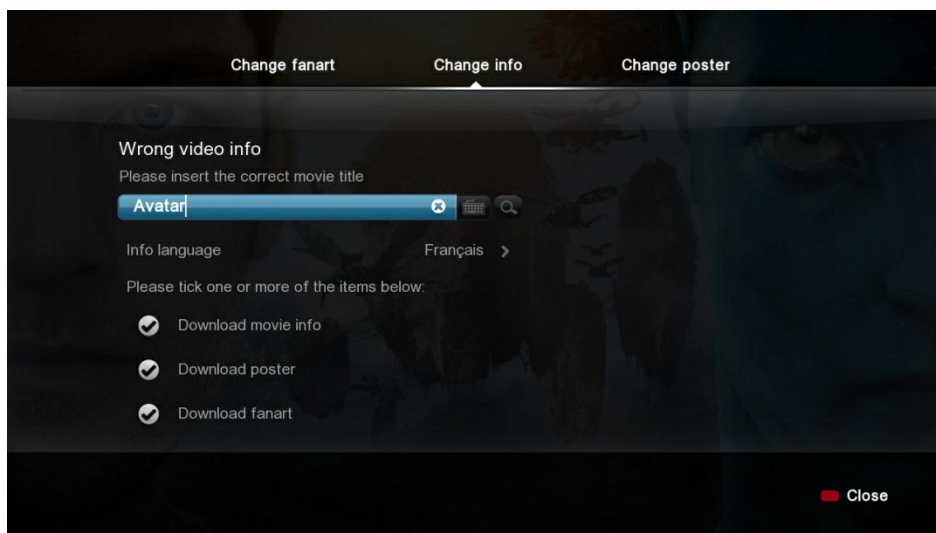 Change fanart Change info Change poster
Wrong video info
Please insert the correct movie title
Avatar
Info language Français
Please tick one or more of the items below:
Download movie info
Download poster
Download fanart
Close